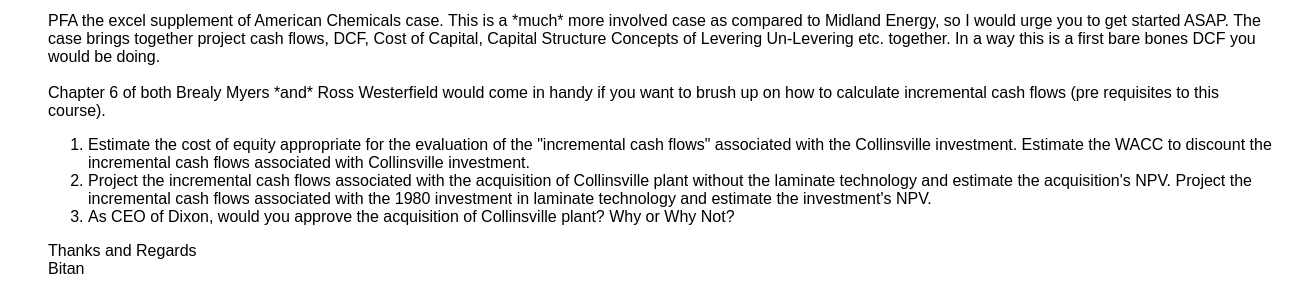 PFA the excel supplement of American Chemicals case. This is a *much* more involved case as compared to Midland Energy, so I would urge you to get started ASAP. The
case brings together project cash flows, DCF, Cost of Capital, Capital Structure Concepts of Levering Un-Levering etc. together. In a way this is a first bare bones DCF you
would be doing.
Chapter 6 of both Brealy Myers *and* Ross Westerfield would come in handy if you want to brush up on how to calculate incremental cash flows (pre requisites to this
course).
1. Estimate the cost of equity appropriate for the evaluation of the "incremental cash flows" associated with the Collinsville investment. Estimate the WACC to discount the
incremental cash flows associated with Collinsville investment.
2. Project the incremental cash flows associated with the acquisition of Collinsville plant without the laminate technology and estimate the acquisition's NPV. Project the
incremental cash flows associated with the 1980 investment in laminate technology and estimate the investment's NPV.
3. As CEO of Dixon, would you approve the acquisition of Collinsville plant? Why or Why Not?
Thanks and Regards
Bitan